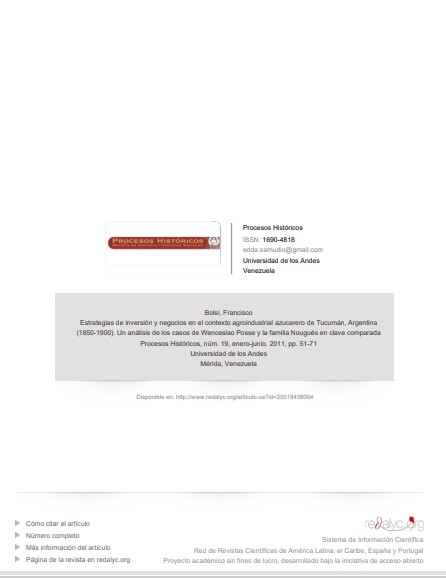 PROCESOS HISTÓRICOS
Procesos Históricos
ISSN: 1690-4818
edda.samudio@gmail.com
Universidad de los Andes
Venezuela
Bolsi, Francisco
Estrategias de inversión y negocios en el contexto agroindustrial azucarero de Tucumán, Argentina
(1850-1900). Un análisis de los casos de Wenceslao Posse y la familia Nougués en clave comparada
Procesos Históricos, núm. 19, enero-junio, 2011, pp. 51-71
Universidad de los Andes
Mérida, Venezuela
Disponible en: http://www.redalyc.org/articulo.oa?id=20018438004
Cómo citar el artículo
Número completo
Más información del artículo
Página de la revista en redalyc.org
redalyc.org
Sistema de Información Científica
Red de Revistas Científicas de América Latina, el Caribe, España y Portugal
Proyecto académico sin fines de lucro, desarrollado bajo la iniciativa de acceso abierto